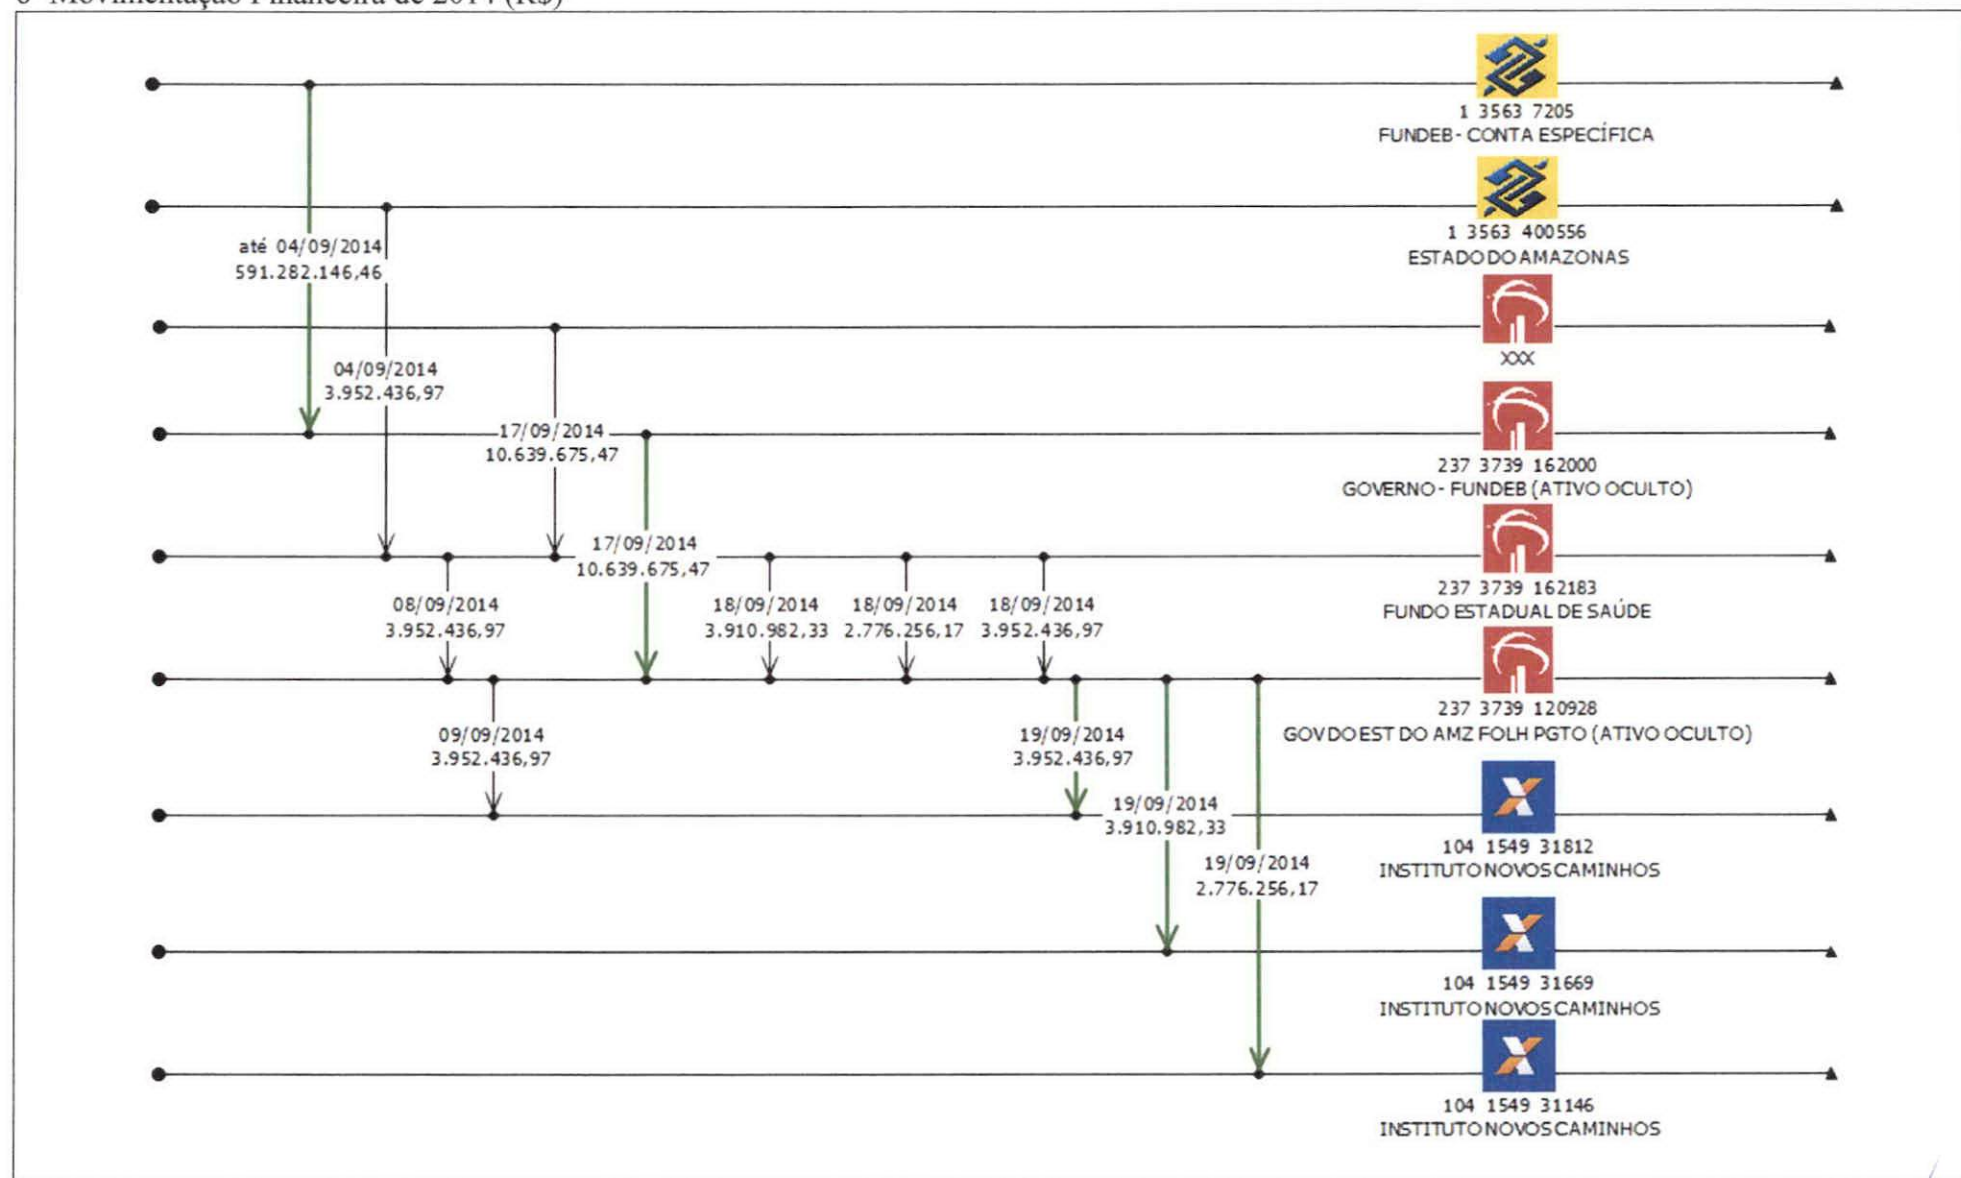 Movimentação Financeira de 2014 (R$)
1 3563 7205
FUNDEB - CONTA ESPECÍFICA
1 3563 400556
ESTADO DO AMAZONAS
até 04/09/2014
591.282.146,46
XXX
04/09/2014
3.952.436,97
17/09/2014
10.639.675,47
237 3739 162000
GOVERNO - FUNDEB (ATIVO OCULTO)
17/09/2014
10.639.675,47
237 3739 162183
FUNDO ESTADUAL DE SAÚDE
08/09/2014
3.952.436,97
18/09/2014
3.910.982,33
18/09/2014
2.776.256,17
18/09/2014
3.952.436,97
237 3739 120928
GOV DO EST DO AMZ FOLH PGTO (ATIVO OCULTO)
09/09/2014
3.952.436,97
19/09/2014
3.952.436,97
19/09/2014
3.910.982,33
104 1549 31812
INSTITUTO NOVOS CAMINHOS
19/09/2014
2.776.256,17
104 1549 31669
INSTITUTO NOVOS CAMINHOS
104 1549 31146
INSTITUTO NOVOS CAMINHOS